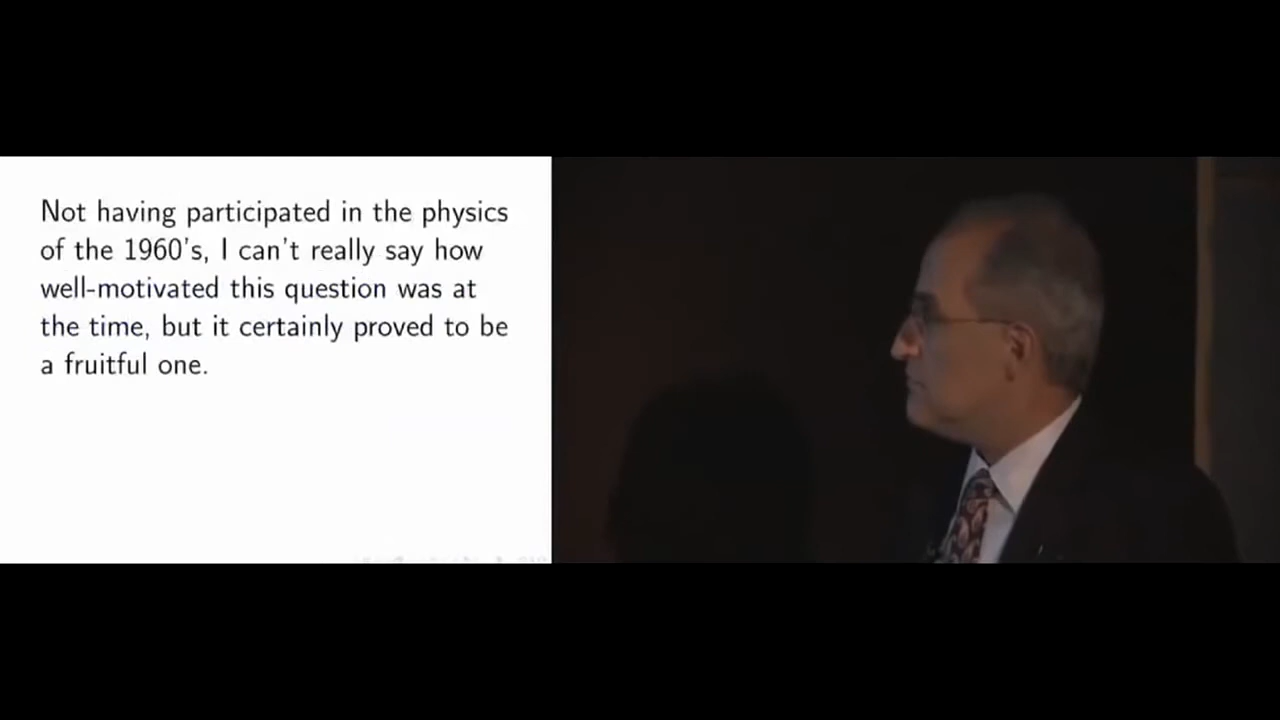 Not having participated in the physics
of the 1960's, I can't really say how
well-motivated this question was at
the time, but it certainly proved to be
a fruitful one.